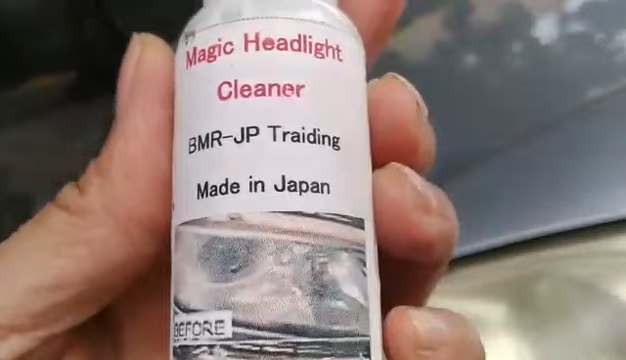 Magic Headlight
Cleaner
BMR-JP Traiding
Made in Japan
BEFORE